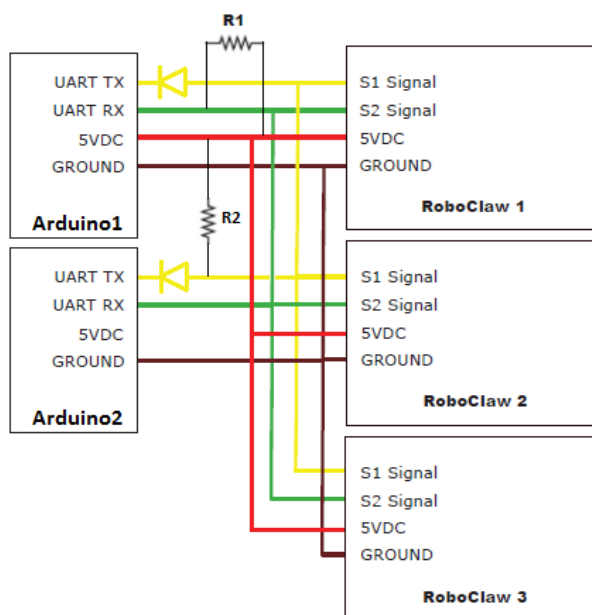 R1
UART TX
UART RX
5VDC
GROUND
Arduino1
S1 Signal
S2 Signal
5VDC
GROUND
RoboClaw 1
R2
UART TX
UART RX
5VDC
GROUND
Arduino2
S1 Signal
S2 Signal
5VDC
GROUND
RoboClaw 2
S1 Signal
S2 Signal
5VDC
GROUND
RoboClaw 3